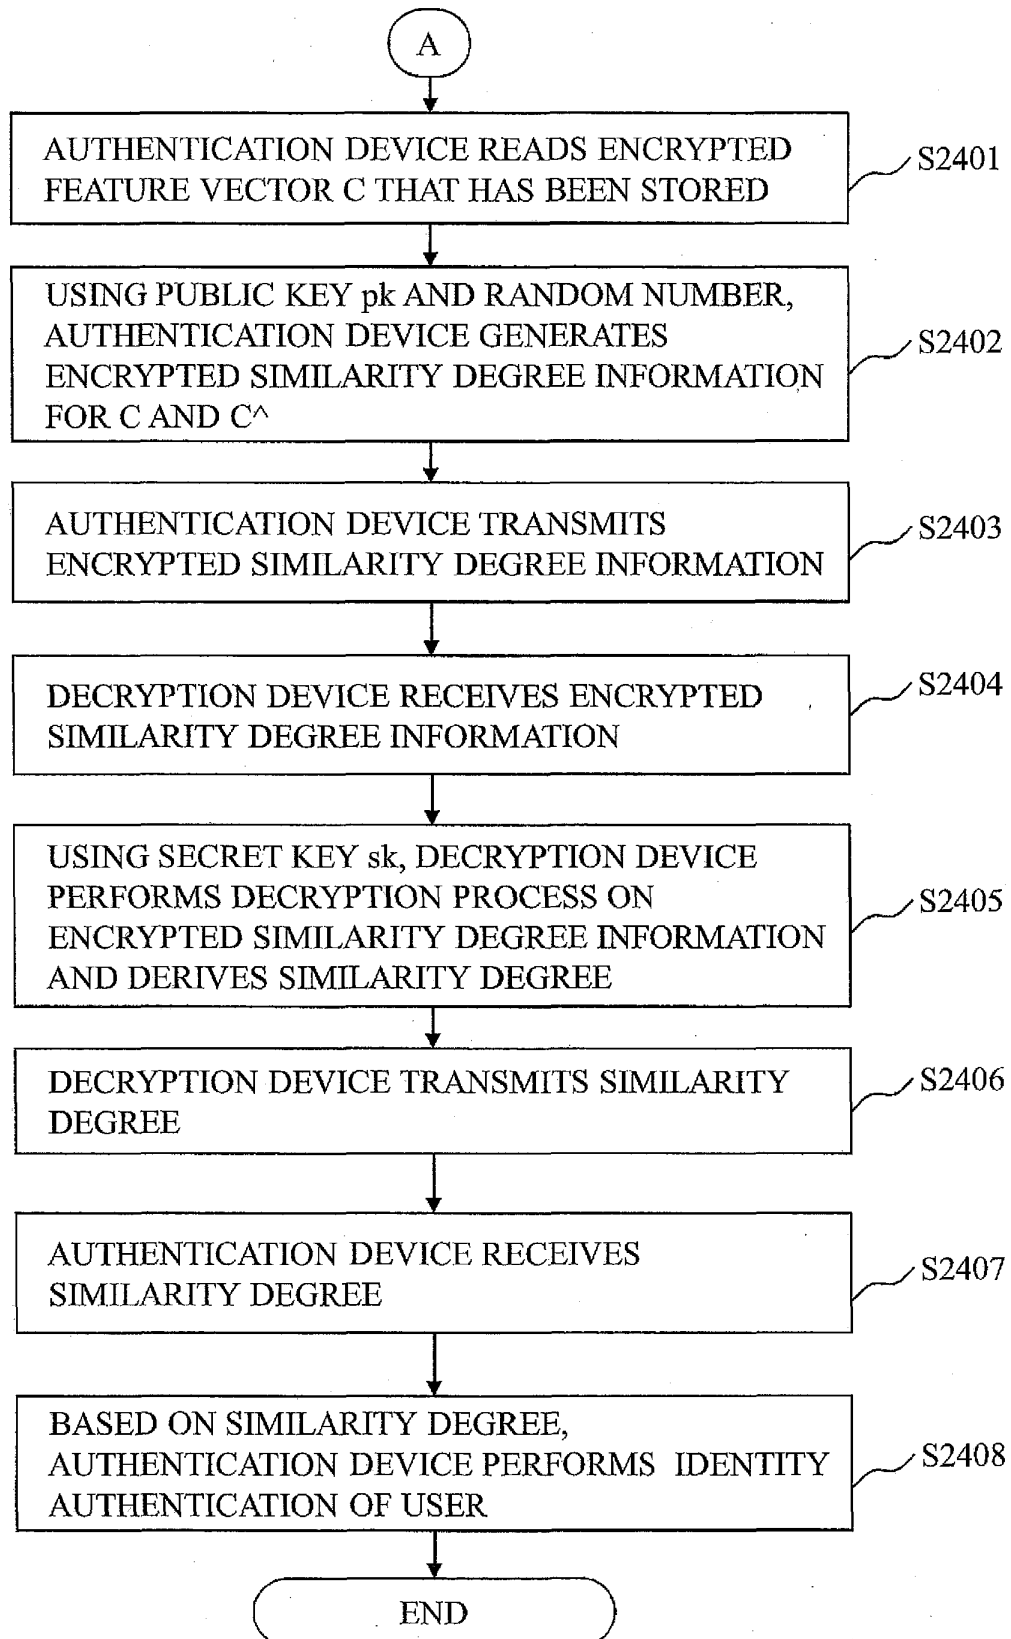 A
AUTHENTICATION DEVICE READS ENCRYPTED
FEATURE VECTOR C THAT HAS BEEN STORED
S2401
USING PUBLIC KEY pk AND RANDOM NUMBER,
AUTHENTICATION DEVICE GENERATES
ENCRYPTED SIMILARITY DEGREE INFORMATION
FOR C AND C^
S2402
AUTHENTICATION DEVICE TRANSMITS
ENCRYPTED SIMILARITY DEGREE INFORMATION
S2403
DECRYPTION DEVICE RECEIVES ENCRYPTED
SIMILARITY DEGREE INFORMATION
S2404
USING SECRET KEY sk, DECRYPTION DEVICE
PERFORMS DECRYPTION PROCESS ON
ENCRYPTED SIMILARITY DEGREE INFORMATION
AND DERIVES SIMILARITY DEGREE
S2405
DECRYPTION DEVICE TRANSMITS SIMILARITY
DEGREE
S2406
AUTHENTICATION DEVICE RECEIVES
SIMILARITY DEGREE
S2407
BASED ON SIMILARITY DEGREE,
AUTHENTICATION DEVICE PERFORMS IDENTITY
AUTHENTICATION OF USER
S2408
END